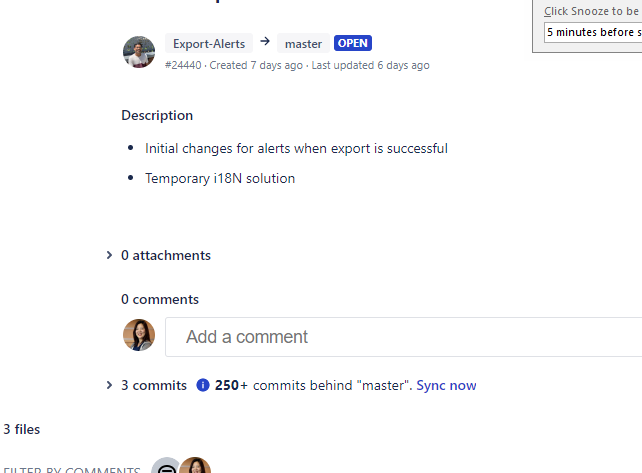 Click Snooze to be
5 minutes before s
Export-Alerts → master OPEN
#24440 · Created 7 days ago · Last updated 6 days ago
Description
• Initial changes for alerts when export is successful
• Temporary i18N solution
0 attachments
0 comments
Add a comment
3 commits 250+ commits behind "master". Sync now
3 files
FILTER BY COMMENTS